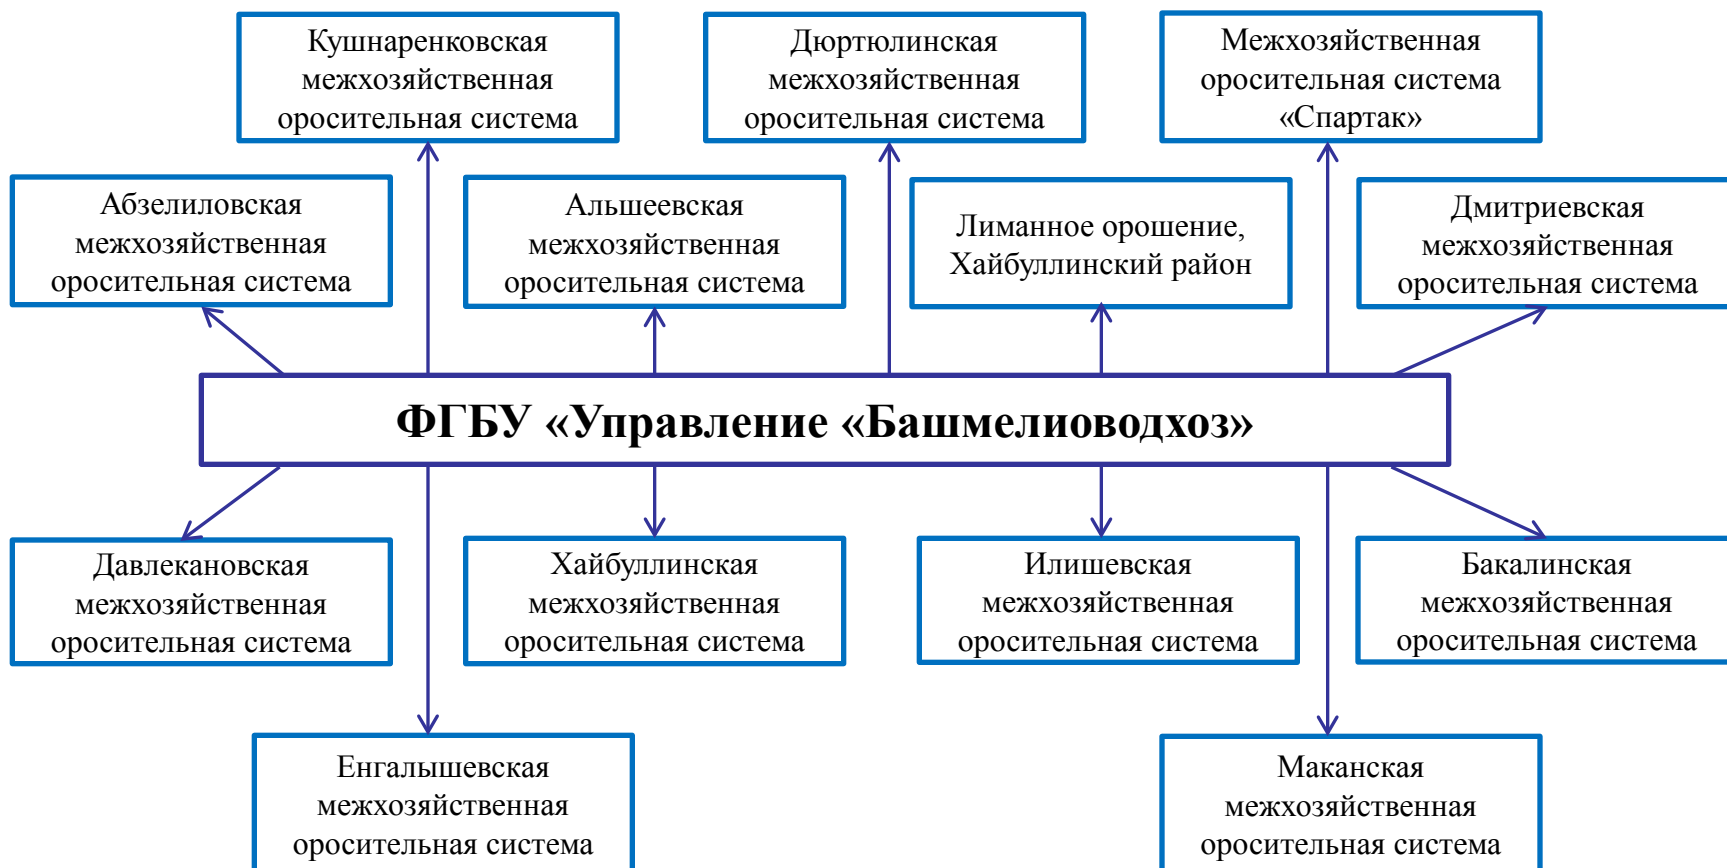 Кушнаренковская
межхозяйственная
оросительная система
Дюртюлинская
межхозяйственная
оросительная система
Межхозяйственная
оросительная система
«Спартак»
Абзелиловская
межхозяйственная
оросительная система
Альшеевская
межхозяйственная
оросительная система
Лиманное орошение,
Хайбуллинский район
Дмитриевская
межхозяйственная
оросительная система
ФГБУ «Управление «Башмелиоводхоз»
Давлекановская
межхозяйственная
оросительная система
Хайбуллинская
межхозяйственная
оросительная система
Илишевская
межхозяйственная
оросительная система
Бакалинская
межхозяйственная
оросительная система
Енгалышевская
межхозяйственная
оросительная система
Маканская
межхозяйственная
оросительная система